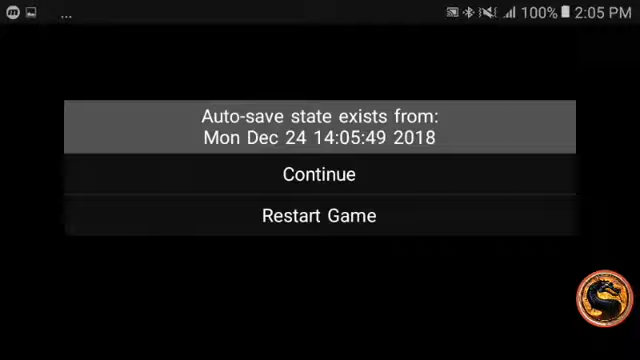 ... 100% 2:05 PM
Auto-save state exists from:
Mon Dec 24 14:05:49 2018
Continue
Restart Game